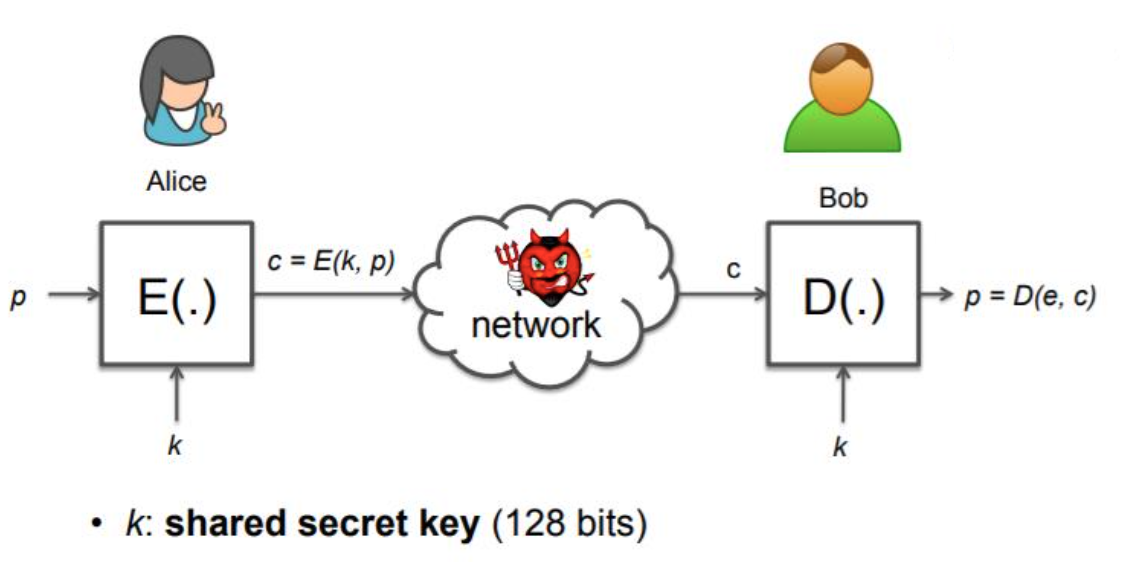 Alice
Bob
p
E(.)
c = E(k, p)
network
c
D(.)
p = D(e, c)
k
k
• k: shared secret key (128 bits)